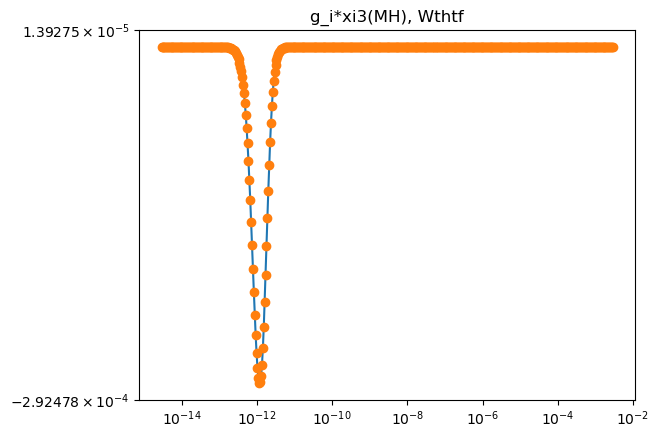 g_i*xi3(MH), Wthtf
1.39275 × 10⁻⁵
−2.92478 × 10⁻⁴
10⁻¹⁴ 10⁻¹² 10⁻¹⁰ 10⁻⁸ 10⁻⁶ 10⁻⁴ 10⁻²